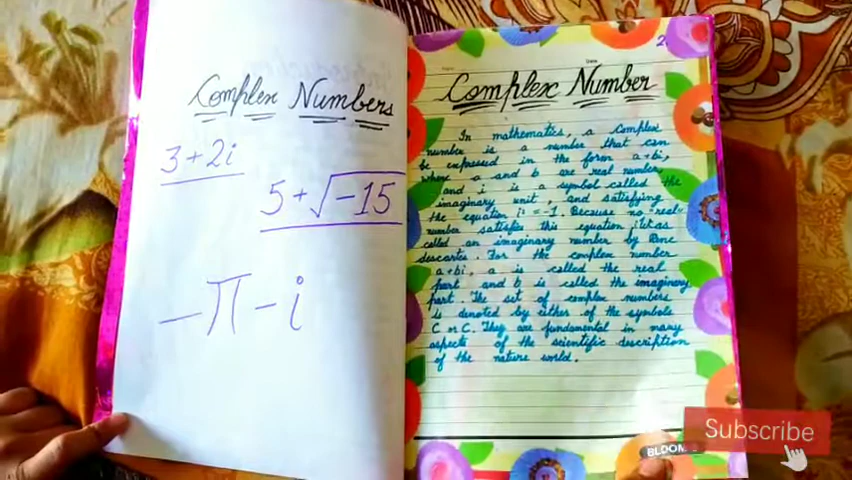 Complex Numbers
3+2i
5+√-15
-π-i
2
Complex Number
In mathematics, a Complex
number is a number that can
be expressed in the form a+bi,
where a and b are real number,
and i is a symbol called the
imaginary unit, and satisfying
the equation i² = -1. Because no "real"
number satisfies this equation, it was
called an imaginary number by Rene
descartes. For the complex number
a+bi, a is called the real
part and b is called the imaginary
part. The set of complex numbers
is denoted by either of the symbols
C or C. They are fundamental in many
aspects of the scientific description
of the nature world.
BLOOM
Subscribe